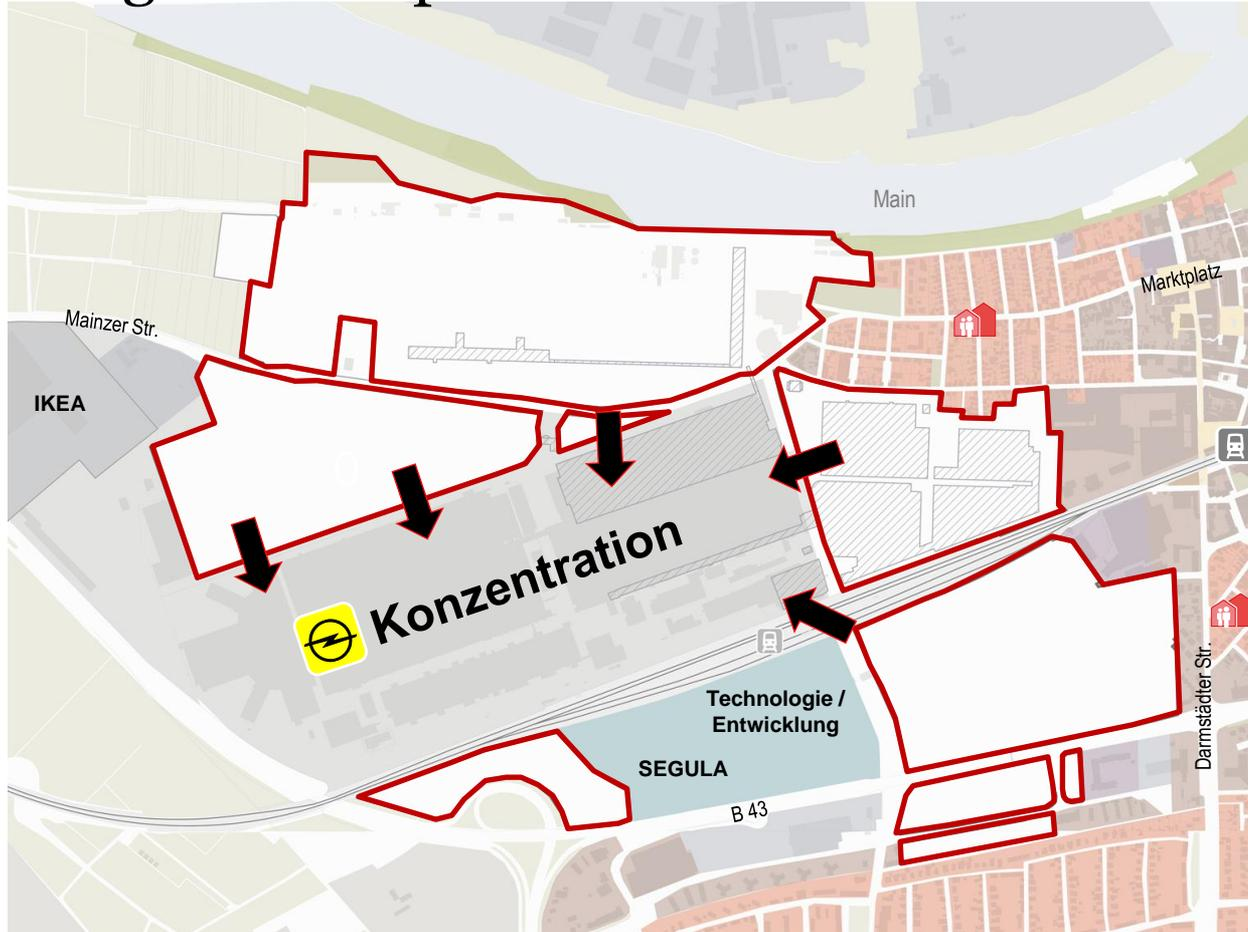 Main
Marktplatz
Mainzer Str.
IKEA
Konzentration
Technologie /
Entwicklung
SEGULA
B 43
Darmstädter Str.